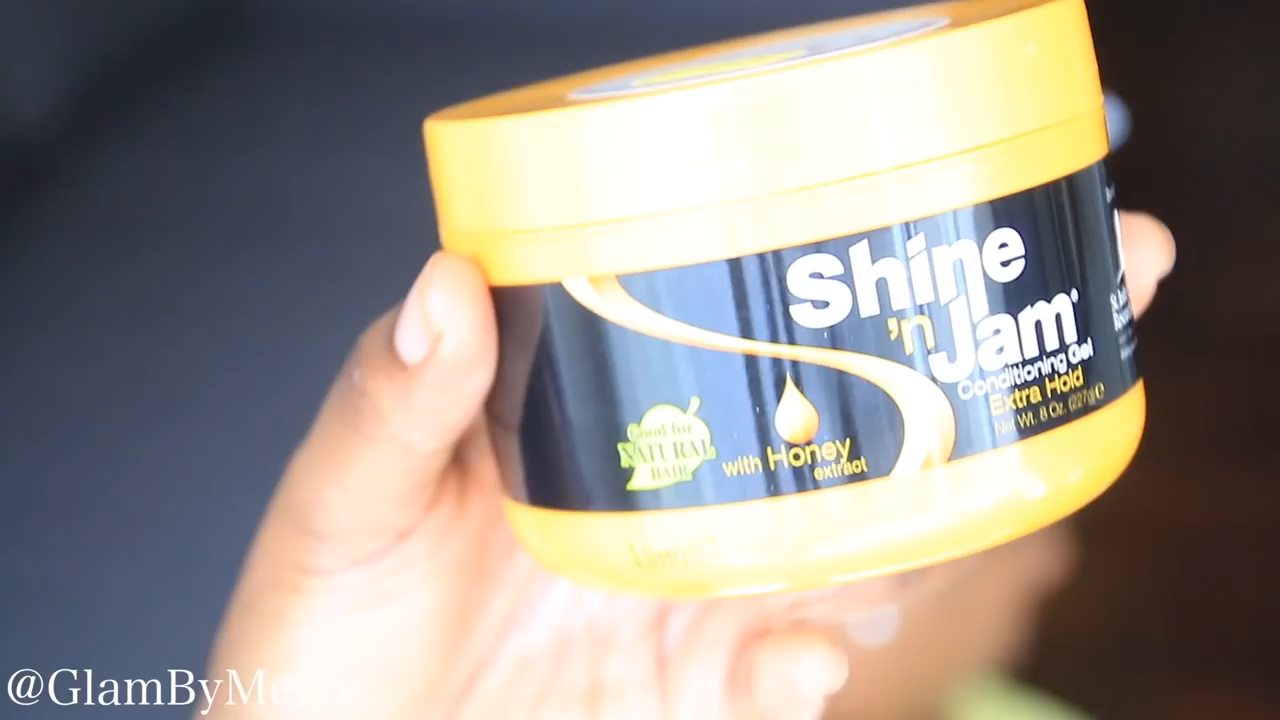 Shine
'n Jam®
Conditioning Gel
Extra Hold
Net Wt. 8 Oz. (227g)e
Good for
NATURAL
HAIR
with Honey
extract